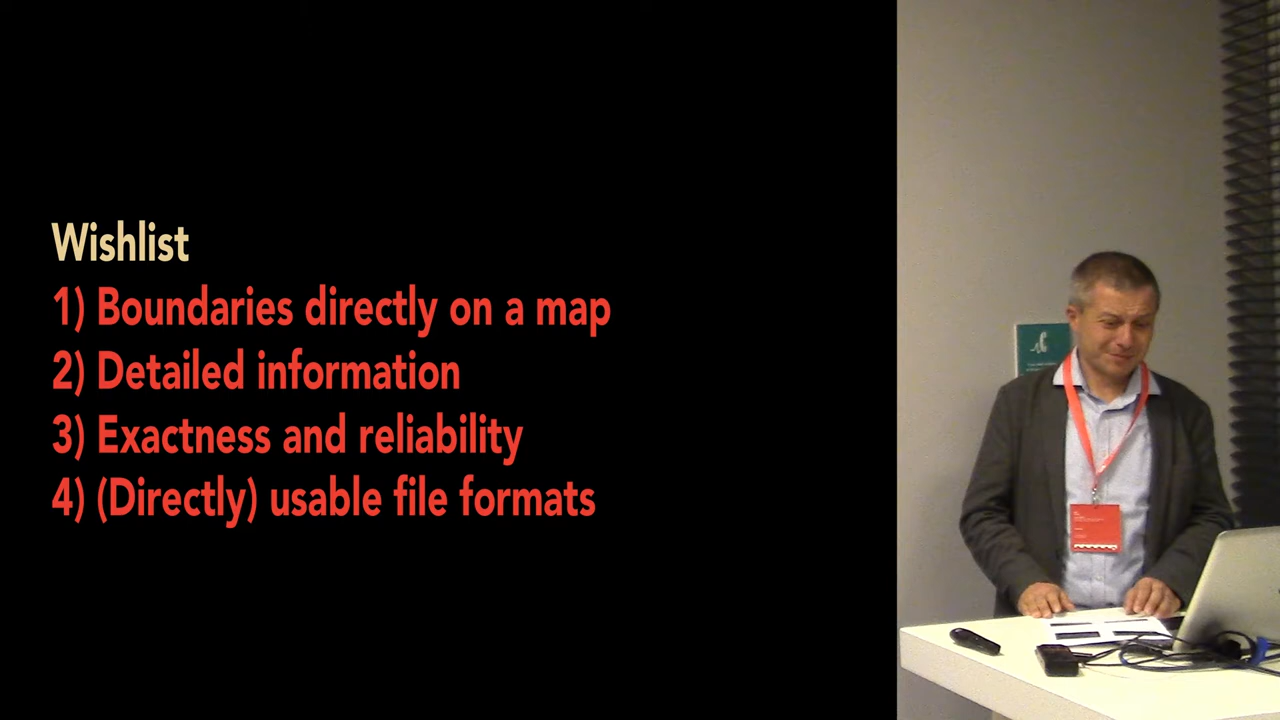 Wishlist
1) Boundaries directly on a map
2) Detailed information
3) Exactness and reliability
4) (Directly) usable file formats